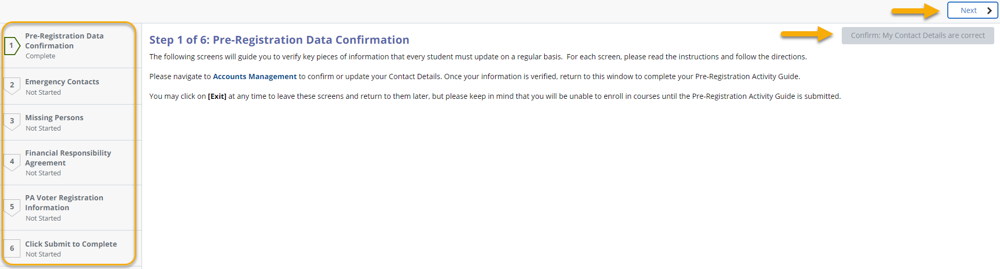 Next
1
Pre-Registration Data
Confirmation
Complete
2
Emergency Contacts
Not Started
3
Missing Persons
Not Started
4
Financial Responsibility
Agreement
Not Started
5
PA Voter Registration
Information
Not Started
6
Click Submit to Complete
Not Started
Step 1 of 6: Pre-Registration Data Confirmation
Confirm: My Contact Details are correct
The following screens will guide you to verify key pieces of information that every student must update on a regular basis.  For each screen, please read the instructions and follow the directions.
Please navigate to Accounts Management to confirm or update your Contact Details. Once your information is verified, return to this window to complete your Pre-Registration Activity Guide.
You may click on [Exit] at any time to leave these screens and return to them later, but please keep in mind that you will be unable to enroll in courses until the Pre-Registration Activity Guide is submitted.